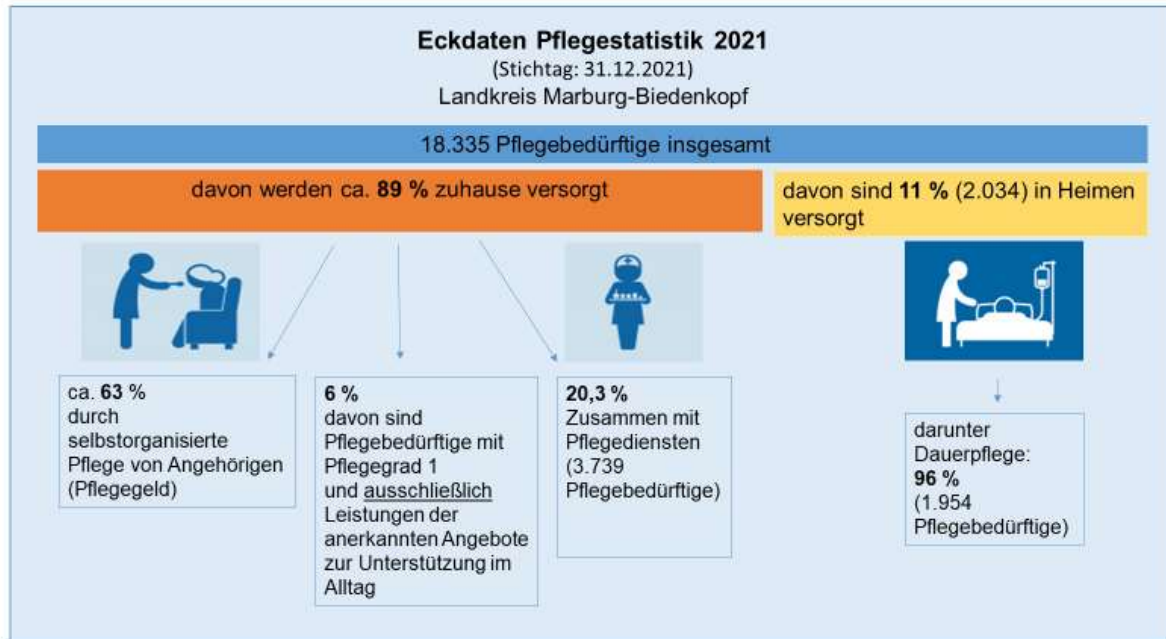 Eckdaten Pflegestatistik 2021
(Stichtag: 31.12.2021)
Landkreis Marburg-Biedenkopf
18.335 Pflegebedürftige insgesamt
davon werden ca. 89 % zuhause versorgt
davon sind 11 % (2.034) in Heimen
versorgt
ca. 63 %
durch
selbstorganisierte
Pflege von Angehörigen
(Pflegegeld)
6 %
davon sind
Pflegebedürftige mit
Pflegegrad 1
und ausschließlich
Leistungen der
anerkannten Angebote
zur Unterstützung im
Alltag
20,3 %
Zusammen mit
Pflegediensten
(3.739
Pflegebedürftige)
darunter
Dauerpflege:
96 %
(1.954
Pflegebedürftige)